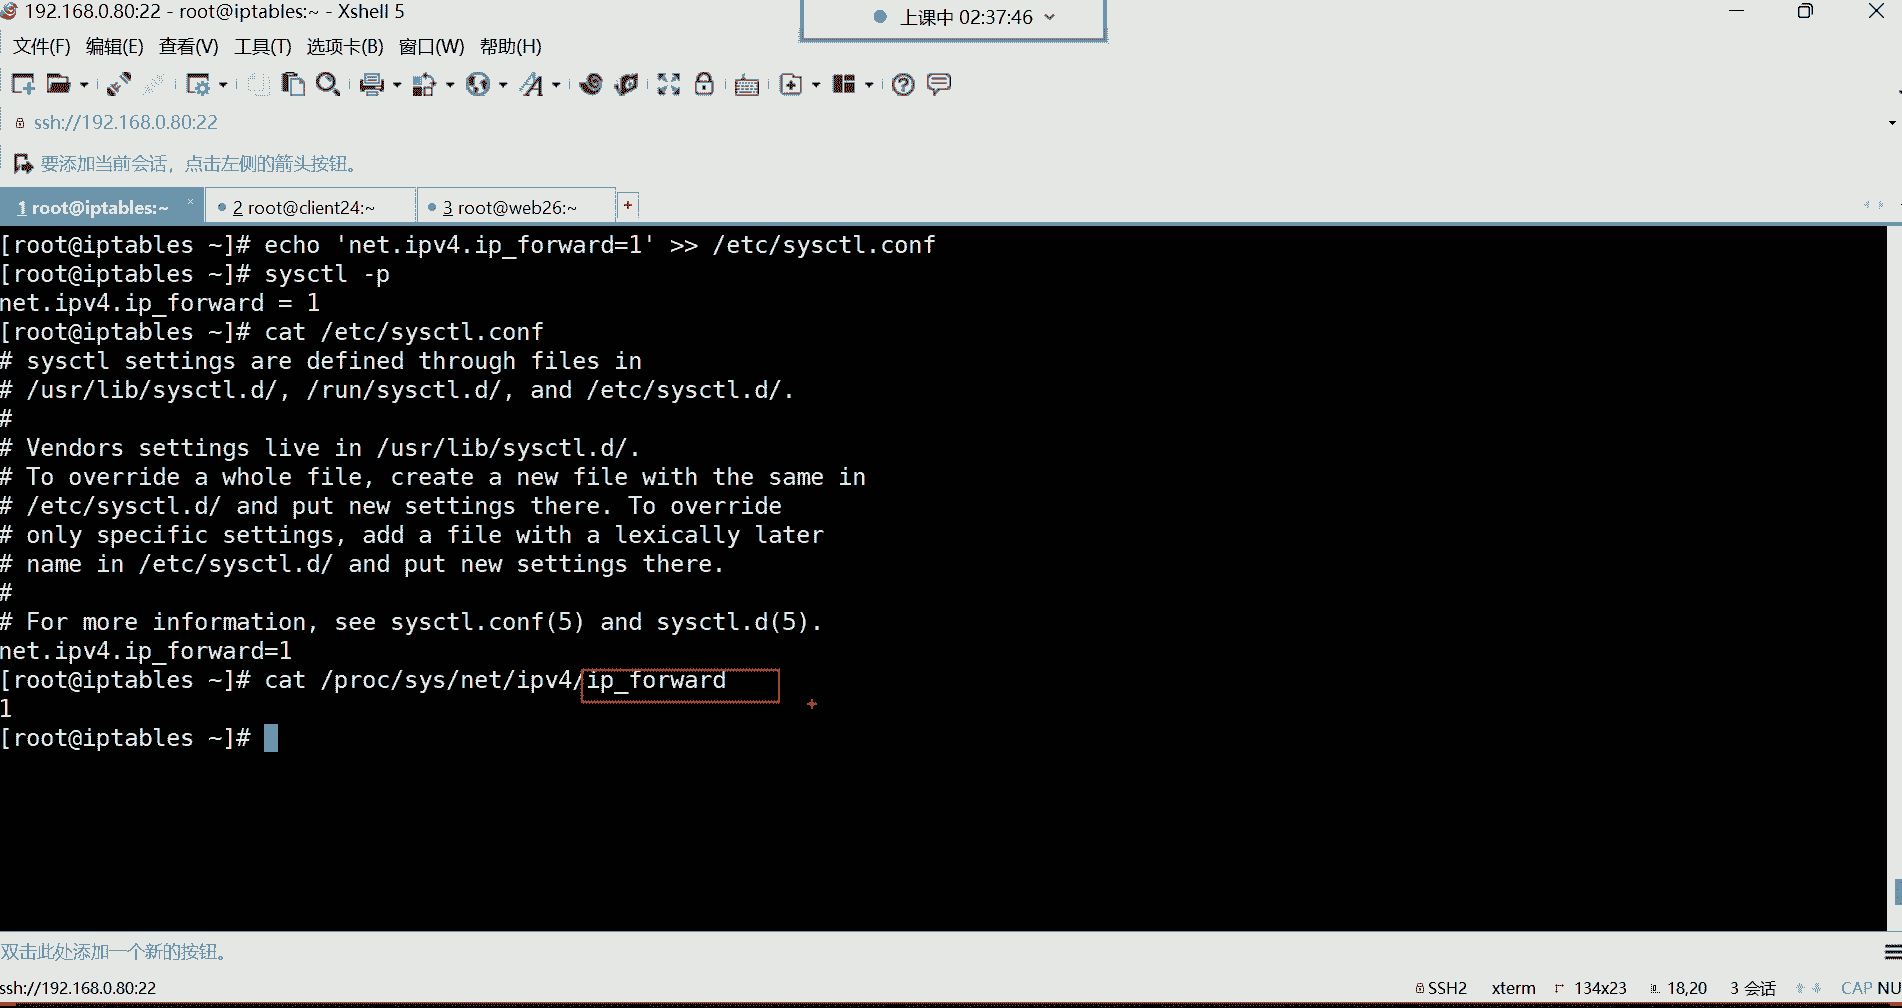 192.168.0.80:22 - root@iptables:~ - Xshell 5
上课中 02:37:46
文件(F) 编辑(E) 查看(V) 工具(T) 选项卡(B) 窗口(W) 帮助(H)
ssh://192.168.0.80:22
要添加当前会话，点击左侧的箭头按钮。
1 root@iptables:~ × 2 root@client24:~ 3 root@web26:~ +
[root@iptables ~]# echo 'net.ipv4.ip_forward=1' >> /etc/sysctl.conf
[root@iptables ~]# sysctl -p
net.ipv4.ip_forward = 1
[root@iptables ~]# cat /etc/sysctl.conf
# sysctl settings are defined through files in
# /usr/lib/sysctl.d/, /run/sysctl.d/, and /etc/sysctl.d/.
#
# Vendors settings live in /usr/lib/sysctl.d/.
# To override a whole file, create a new file with the same in
# /etc/sysctl.d/ and put new settings there. To override
# only specific settings, add a file with a lexically later
# name in /etc/sysctl.d/ and put new settings there.
#
# For more information, see sysctl.conf(5) and sysctl.d(5).
net.ipv4.ip_forward=1
[root@iptables ~]# cat /proc/sys/net/ipv4/ip_forward
1
[root@iptables ~]#
双击此处添加一个新的按钮。
ssh://192.168.0.80:22 SSH2 xterm 134x23 18,20 3 会话 CAP NU